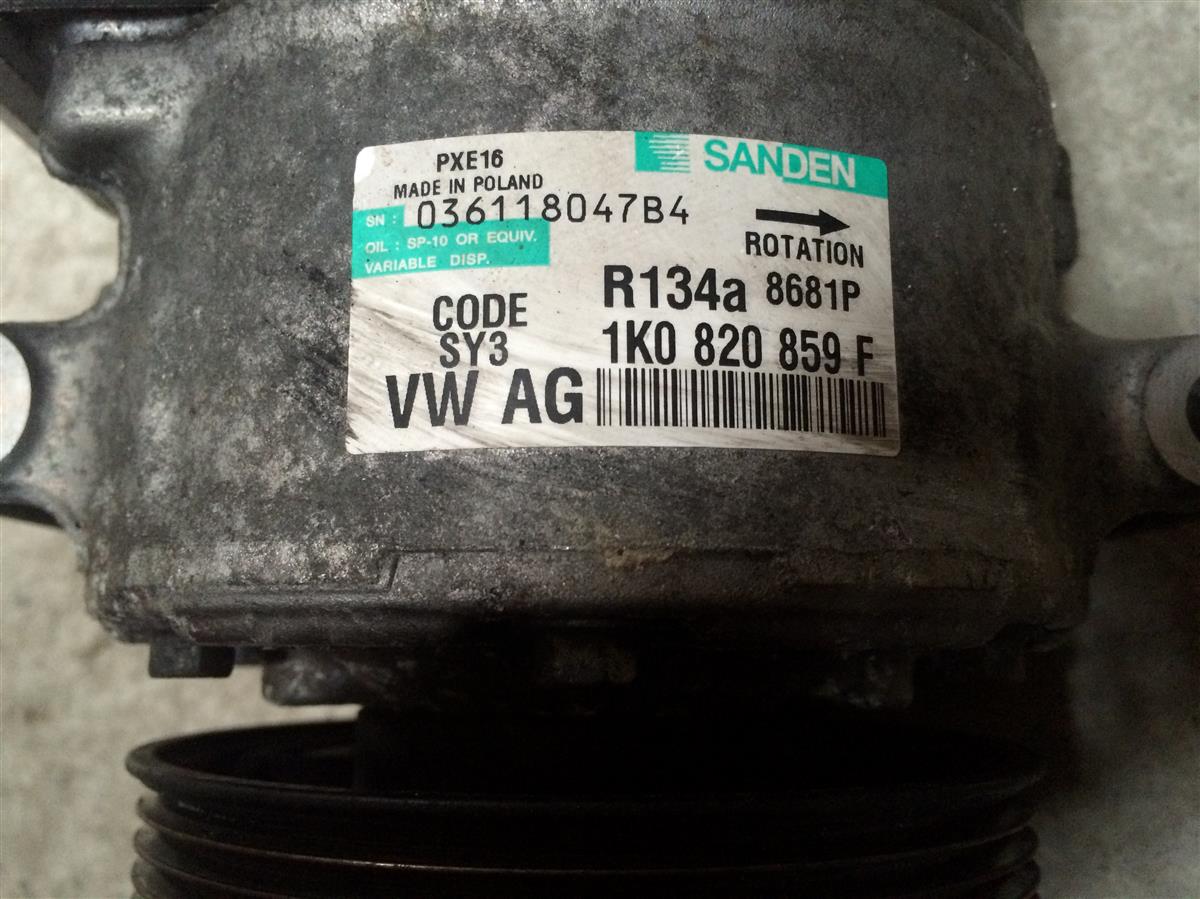 PXE16
SANDEN
MADE IN POLAND
SN : 036118047B4
ROTATION
OIL : SP-10 OR EQUIV.
VARIABLE DISP.
R134a 8681P
CODE
SY3
1K0 820 859 F
VW AG